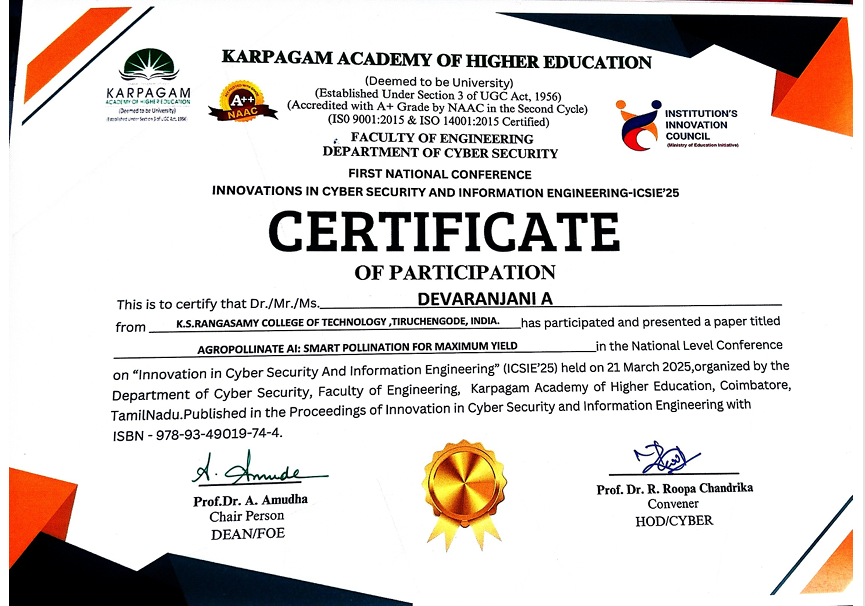 KARPAGAM ACADEMY OF HIGHER EDUCATION
(Deemed to be University)
(Established Under Section 3 of UGC Act, 1956)
(Accredited with A+ Grade by NAAC in the Second Cycle)
(ISO 9001:2015 & ISO 14001:2015 Certified)
KARPAGAM
ACADEMY OF HIGHER EDUCATION
(Deemed to be University)
(Established Under Section 3 of UGC Act, 1956)
A++
NAAC
INSTITUTION'S
INNOVATION
COUNCIL
(Ministry of Education Initiative)
FACULTY OF ENGINEERING
DEPARTMENT OF CYBER SECURITY
FIRST NATIONAL CONFERENCE
INNOVATIONS IN CYBER SECURITY AND INFORMATION ENGINEERING-ICSIE'25
CERTIFICATE
OF PARTICIPATION
This is to certify that Dr./Mr./Ms. DEVARANJANI A
from K.S.RANGASAMY COLLEGE OF TECHNOLOGY ,TIRUCHENGODE, INDIA. has participated and presented a paper titled
AGROPOLLINATE AI: SMART POLLINATION FOR MAXIMUM YIELD in the National Level Conference
on "Innovation in Cyber Security And Information Engineering" (ICSIE'25) held on 21 March 2025,organized by the
Department of Cyber Security, Faculty of Engineering, Karpagam Academy of Higher Education, Coimbatore,
TamilNadu.Published in the Proceedings of Innovation in Cyber Security and Information Engineering with
ISBN - 978-93-49019-74-4.
A. Amude
Prof.Dr. A. Amudha
Chair Person
DEAN/FOE
Prof. Dr. R. Roopa Chandrika
Convener
HOD/CYBER